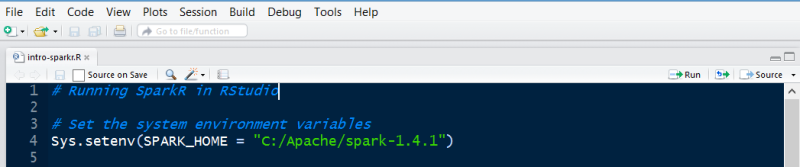 File Edit Code View Plots Session Build Debug Tools Help
Go to file/function
intro-sparkr.R
Source on Save Run Source
1 # Running SparkR in RStudio
2
3 # Set the system environment variables
4 Sys.setenv(SPARK_HOME = "C:/Apache/spark-1.4.1")
5